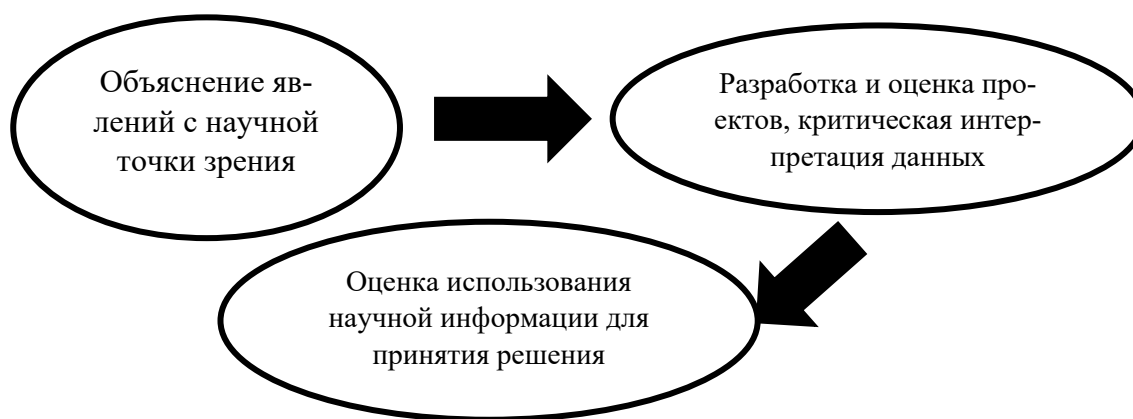 Объяснение яв-
лений с научной
точки зрения
Разработка и оценка про-
ектов, критическая интер-
претация данных
Оценка использования
научной информации для
принятия решения